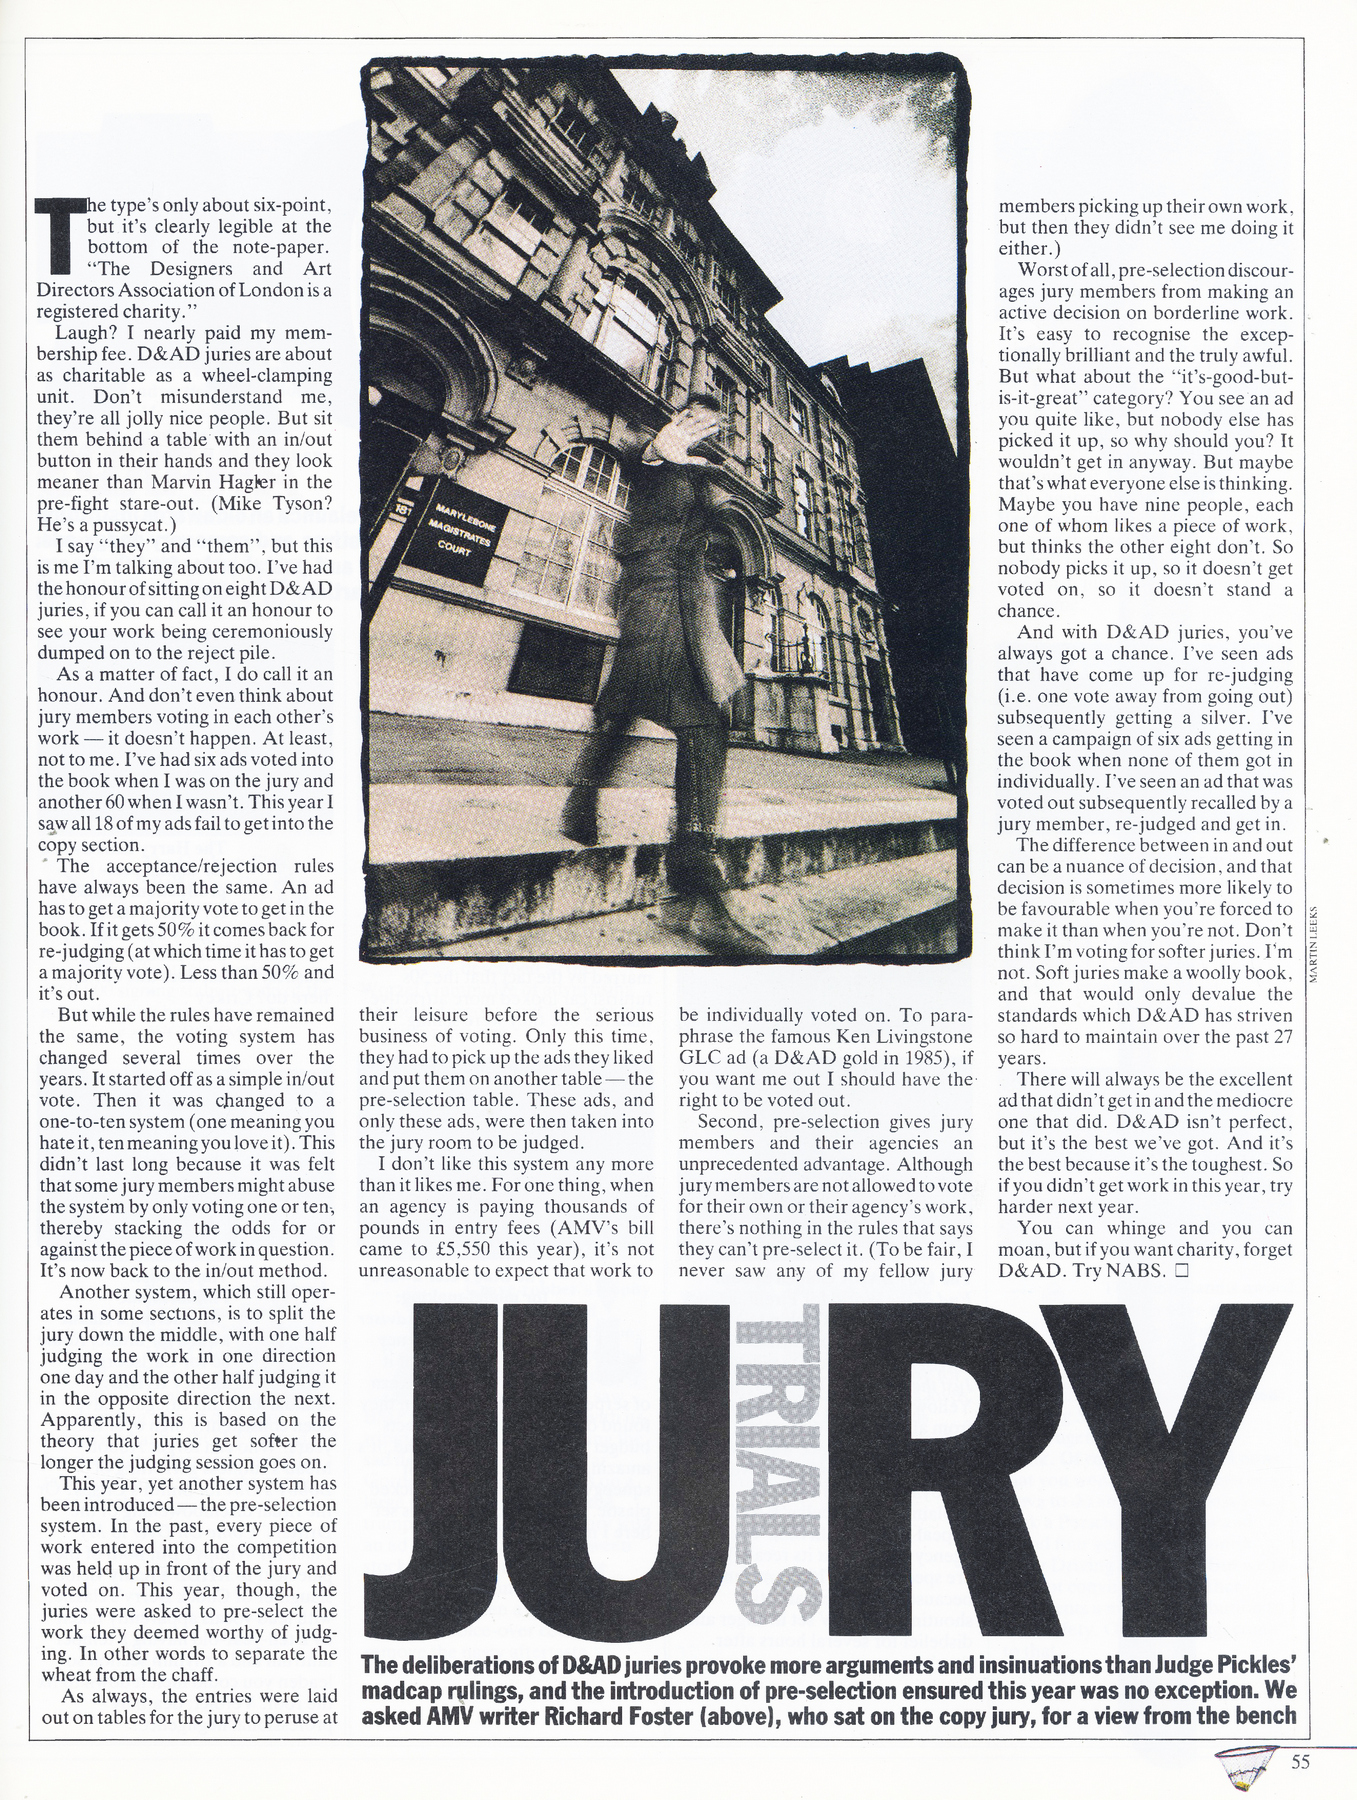 The type's only about six-point,
but it's clearly legible at the
bottom of the note-paper.
“The Designers and Art
Directors Association of London is a
registered charity.”
Laugh? I nearly paid my mem-
bership fee. D&AD juries are about
as charitable as a wheel-clamping
unit. Don't misunderstand me,
they're all jolly nice people. But sit
them behind a table with an in/out
button in their hands and they look
meaner than Marvin Hagler in the
pre-fight stare-out. (Mike Tyson?
He's a pussycat.)
I say “they” and “them”, but this
is me I'm talking about too. I've had
the honour of sitting on eight D&AD
juries, if you can call it an honour to
see your work being ceremoniously
dumped on to the reject pile.
As a matter of fact, I do call it an
honour. And don't even think about
jury members voting in each other's
work — it doesn't happen. At least,
not to me. I've had six ads voted into
the book when I was on the jury and
another 60 when I wasn't. This year I
saw all 18 of my ads fail to get into the
copy section.
The acceptance/rejection rules
have always been the same. An ad
has to get a majority vote to get in the
book. If it gets 50% it comes back for
re-judging (at which time it has to get
a majority vote). Less than 50% and
it's out.
But while the rules have remained
the same, the voting system has
changed several times over the
years. It started off as a simple in/out
vote. Then it was changed to a
one-to-ten system (one meaning you
hate it, ten meaning you love it). This
didn't last long because it was felt
that some jury members might abuse
the system by only voting one or ten,
thereby stacking the odds for or
against the piece of work in question.
It's now back to the in/out method.
Another system, which still oper-
ates in some sections, is to split the
jury down the middle, with one half
judging the work in one direction
one day and the other half judging it
in the opposite direction the next.
Apparently, this is based on the
theory that juries get softer the
longer the judging session goes on.
This year, yet another system has
been introduced — the pre-selection
system. In the past, every piece of
work entered into the competition
was held up in front of the jury and
voted on. This year, though, the
juries were asked to pre-select the
work they deemed worthy of judg-
ing. In other words to separate the
wheat from the chaff.
As always, the entries were laid
out on tables for the jury to peruse at
181
MARYLEBONE
MAGISTRATES
COURT
their leisure before the serious
business of voting. Only this time,
they had to pick up the ads they liked
and put them on another table — the
pre-selection table. These ads, and
only these ads, were then taken into
the jury room to be judged.
I don't like this system any more
than it likes me. For one thing, when
an agency is paying thousands of
pounds in entry fees (AMV's bill
came to £5,550 this year), it's not
unreasonable to expect that work to
be individually voted on. To para-
phrase the famous Ken Livingstone
GLC ad (a D&AD gold in 1985), if
you want me out I should have the
right to be voted out.
Second, pre-selection gives jury
members and their agencies an
unprecedented advantage. Although
jury members are not allowed to vote
for their own or their agency's work,
there's nothing in the rules that says
they can't pre-select it. (To be fair, I
never saw any of my fellow jury
members picking up their own work,
but then they didn't see me doing it
either.)
Worst of all, pre-selection discour-
ages jury members from making an
active decision on borderline work.
It's easy to recognise the excep-
tionally brilliant and the truly awful.
But what about the “it's-good-but-
is-it-great” category? You see an ad
you quite like, but nobody else has
picked it up, so why should you? It
wouldn't get in anyway. But maybe
that's what everyone else is thinking.
Maybe you have nine people, each
one of whom likes a piece of work,
but thinks the other eight don't. So
nobody picks it up, so it doesn't get
voted on, so it doesn't stand a
chance.
And with D&AD juries, you've
always got a chance. I've seen ads
that have come up for re-judging
(i.e. one vote away from going out)
subsequently getting a silver. I've
seen a campaign of six ads getting in
the book when none of them got in
individually. I've seen an ad that was
voted out subsequently recalled by a
jury member, re-judged and get in.
The difference between in and out
can be a nuance of decision, and that
decision is sometimes more likely to
be favourable when you're forced to
make it than when you're not. Don't
think I'm voting for softer juries. I'm
not. Soft juries make a woolly book,
and that would only devalue the
standards which D&AD has striven
so hard to maintain over the past 27
years.
There will always be the excellent
ad that didn't get in and the mediocre
one that did. D&AD isn't perfect,
but it's the best we've got. And it's
the best because it's the toughest. So
if you didn't get work in this year, try
harder next year.
You can whinge and you can
moan, but if you want charity, forget
D&AD. Try NABS. □
MARTIN LEEKS
JURY
TRIALS
The deliberations of D&AD juries provoke more arguments and insinuations than Judge Pickles'
madcap rulings, and the introduction of pre-selection ensured this year was no exception. We
asked AMV writer Richard Foster (above), who sat on the copy jury, for a view from the bench
55